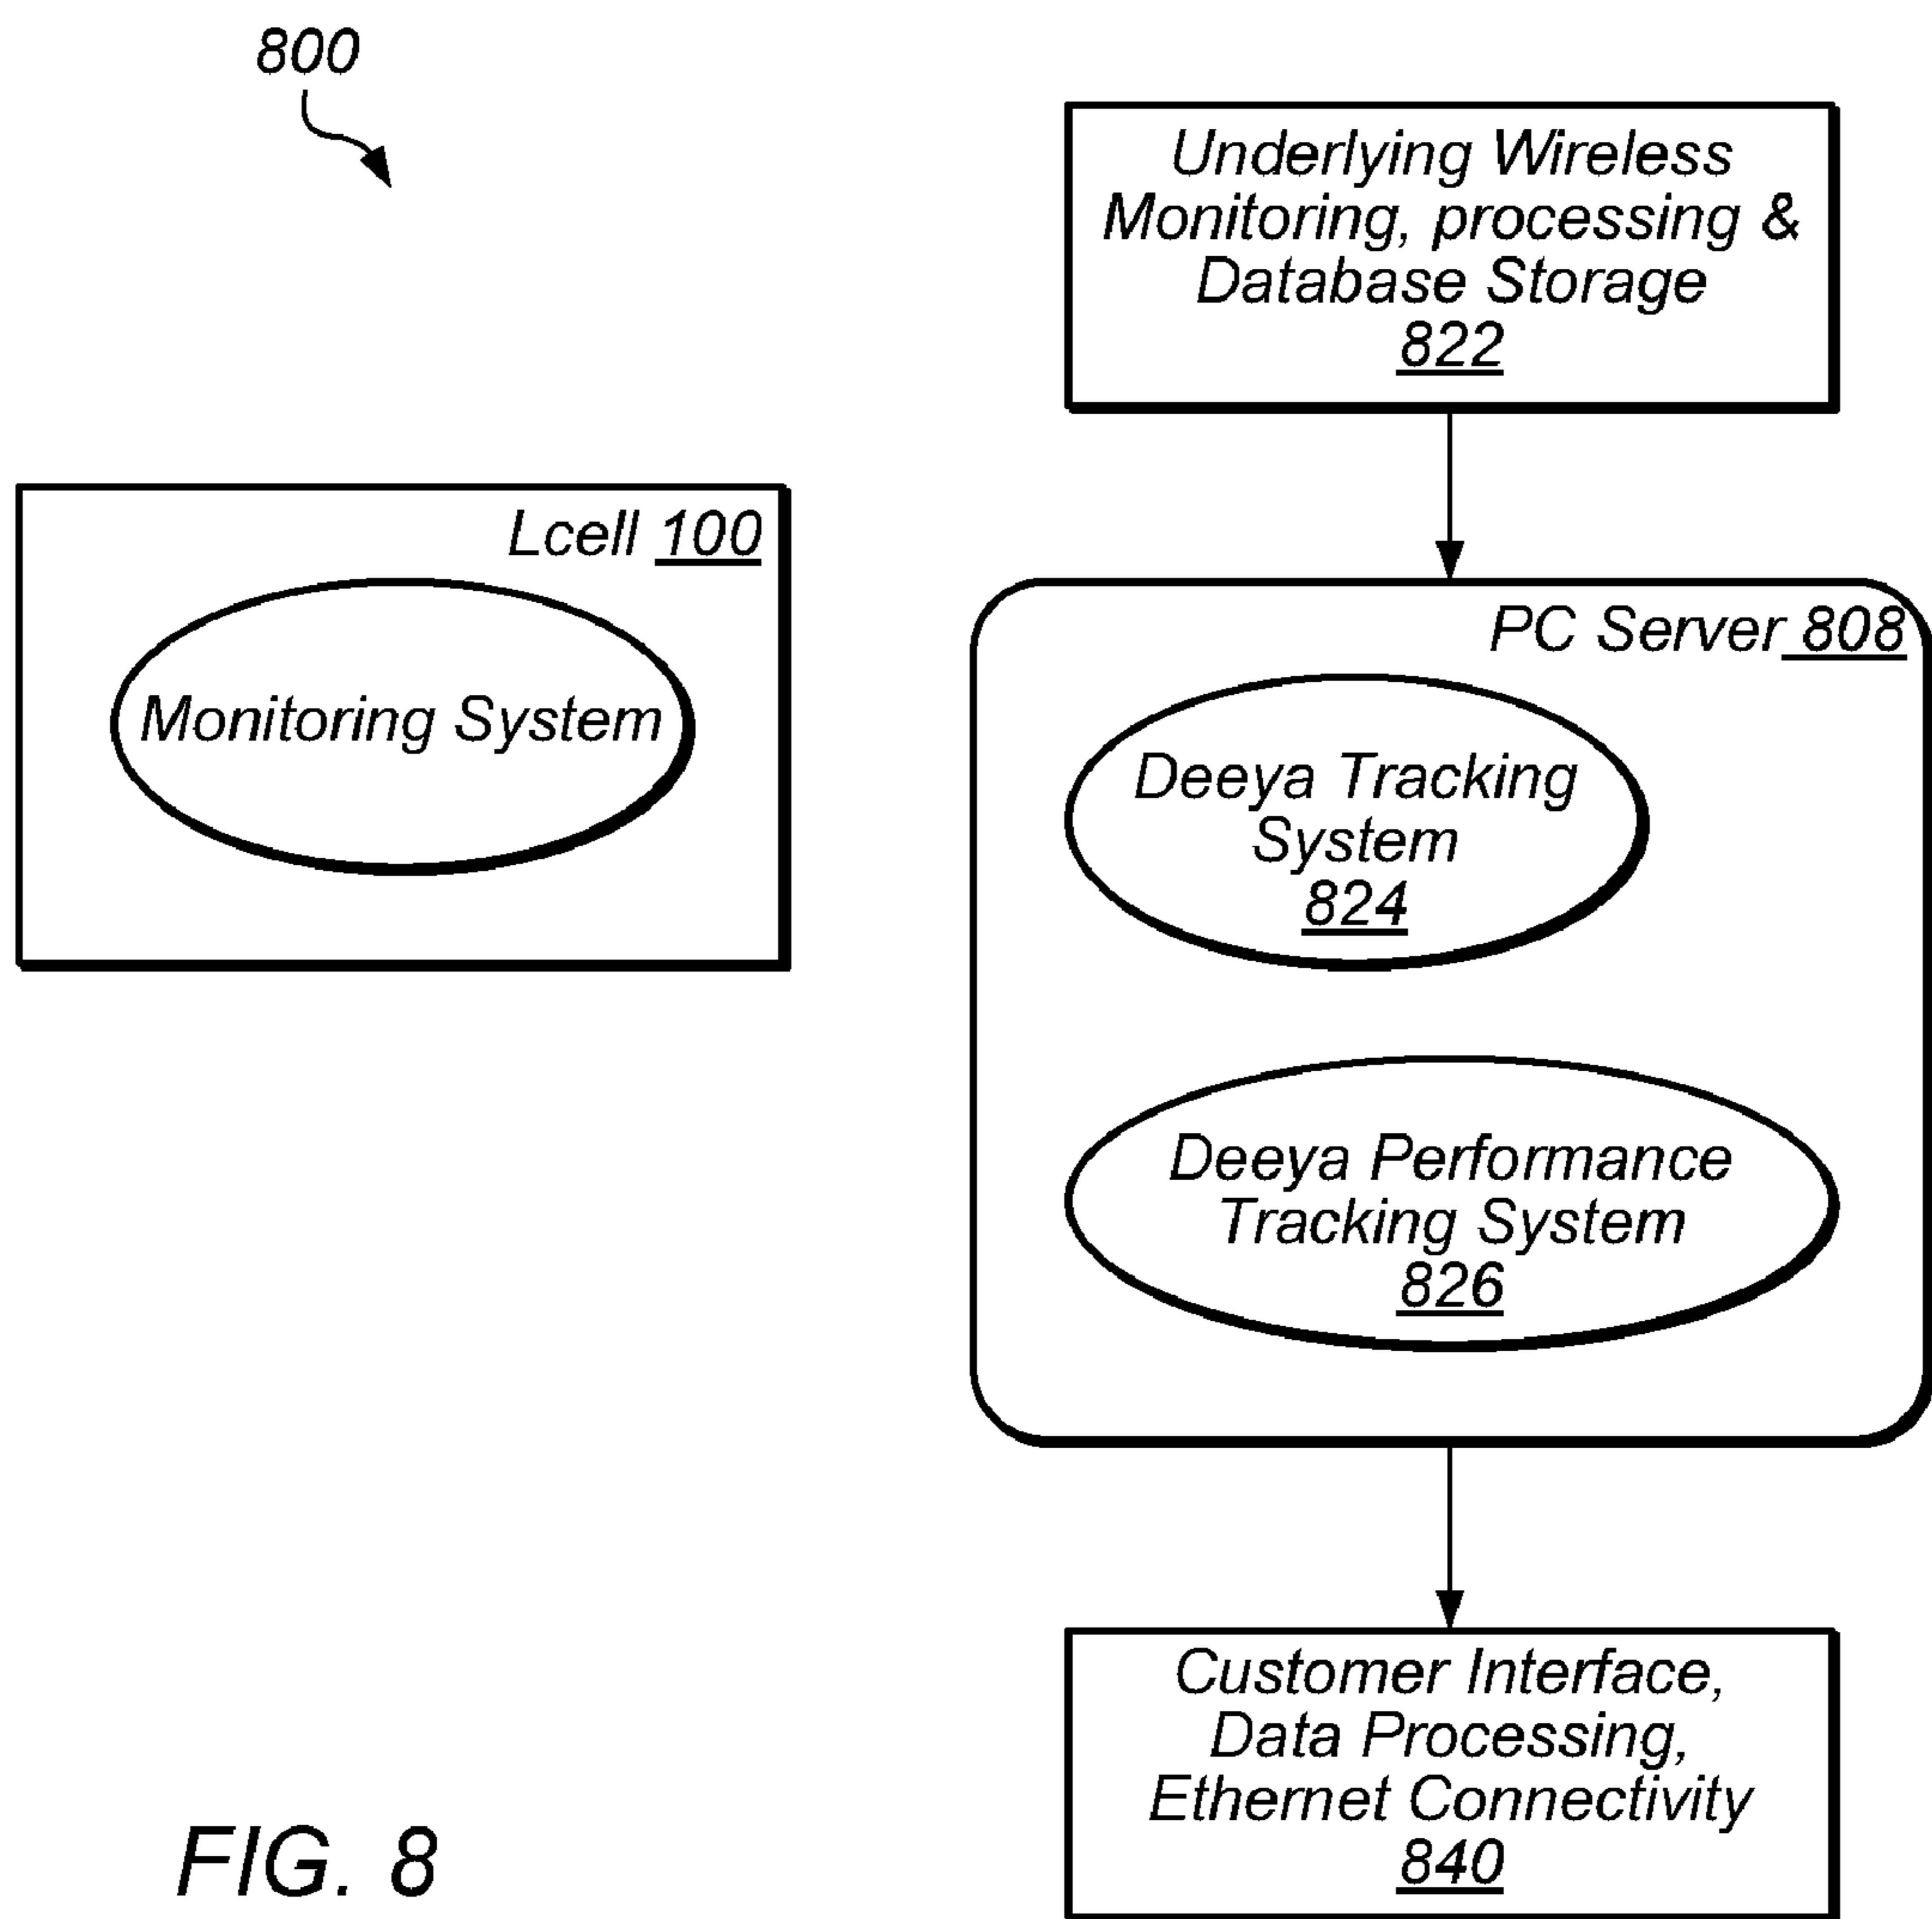 800
Underlying Wireless
Monitoring, processing &
Database Storage
822
Lcell 100
Monitoring System
PC Server 808
Deeya Tracking
System
824
Deeya Performance
Tracking System
826
Customer Interface,
Data Processing,
Ethernet Connectivity
840
FIG. 8